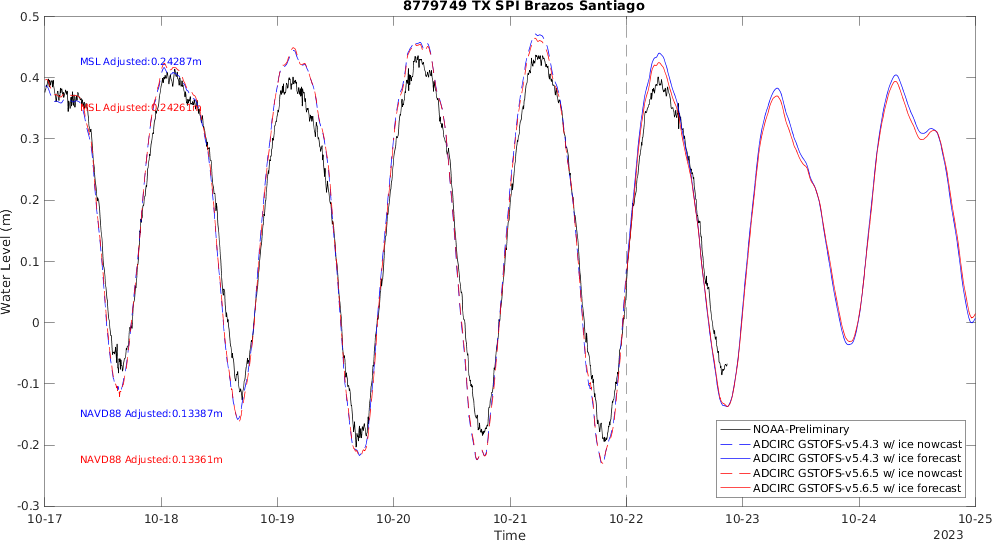 8779749 TX SPI Brazos Santiago
0.5
0.4
0.3
0.2
0.1
0
-0.1
-0.2
-0.3
Water Level (m)
MSL Adjusted:0.24287m
MSL Adjusted:0.24261m
NAVD88 Adjusted:0.13387m
NAVD88 Adjusted:0.13361m
NOAA-Preliminary
ADCIRC GSTOFS-v5.4.3 w/ ice nowcast
ADCIRC GSTOFS-v5.4.3 w/ ice forecast
ADCIRC GSTOFS-v5.6.5 w/ ice nowcast
ADCIRC GSTOFS-v5.6.5 w/ ice forecast
10-17 10-18 10-19 10-20 10-21 10-22 10-23 10-24 10-25
Time
2023